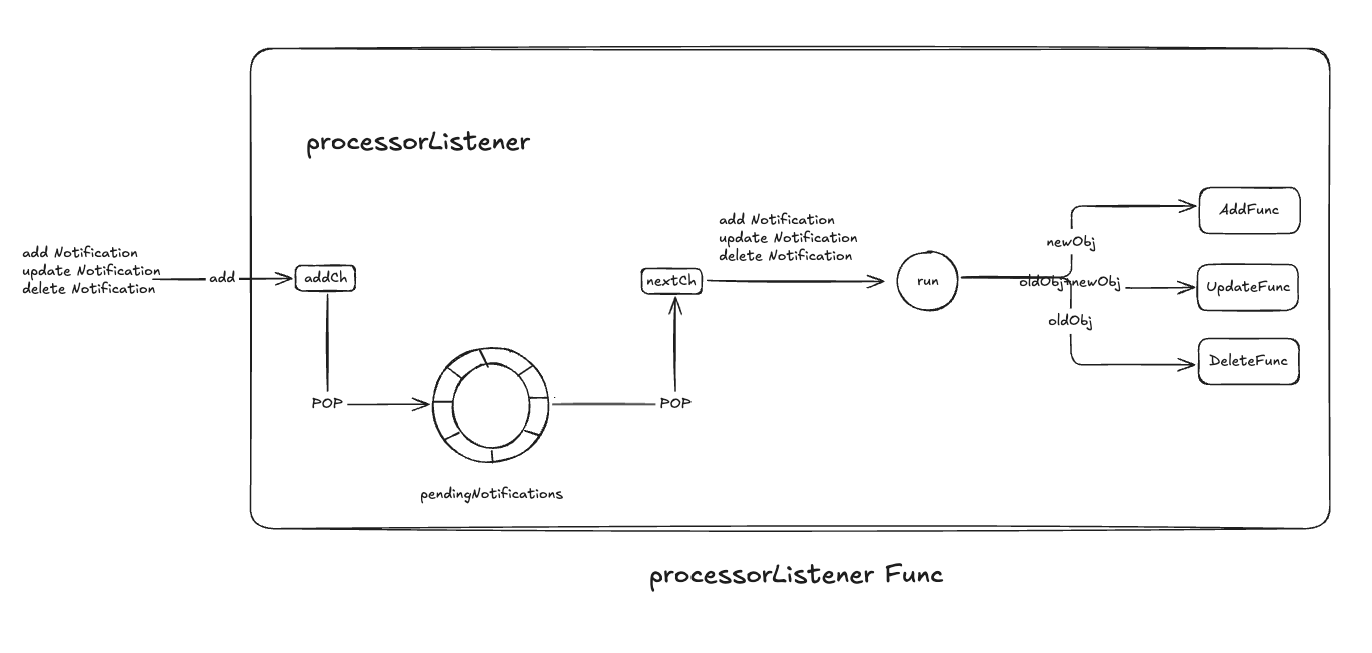 processorListener
add Notification
update Notification
delete Notification
add
addCh
POP
pendingNotifications
POP
nextCh
add Notification
update Notification
delete Notification
run
newObj
oldObj+newObj
oldObj
AddFunc
UpdateFunc
DeleteFunc
processorListener Func